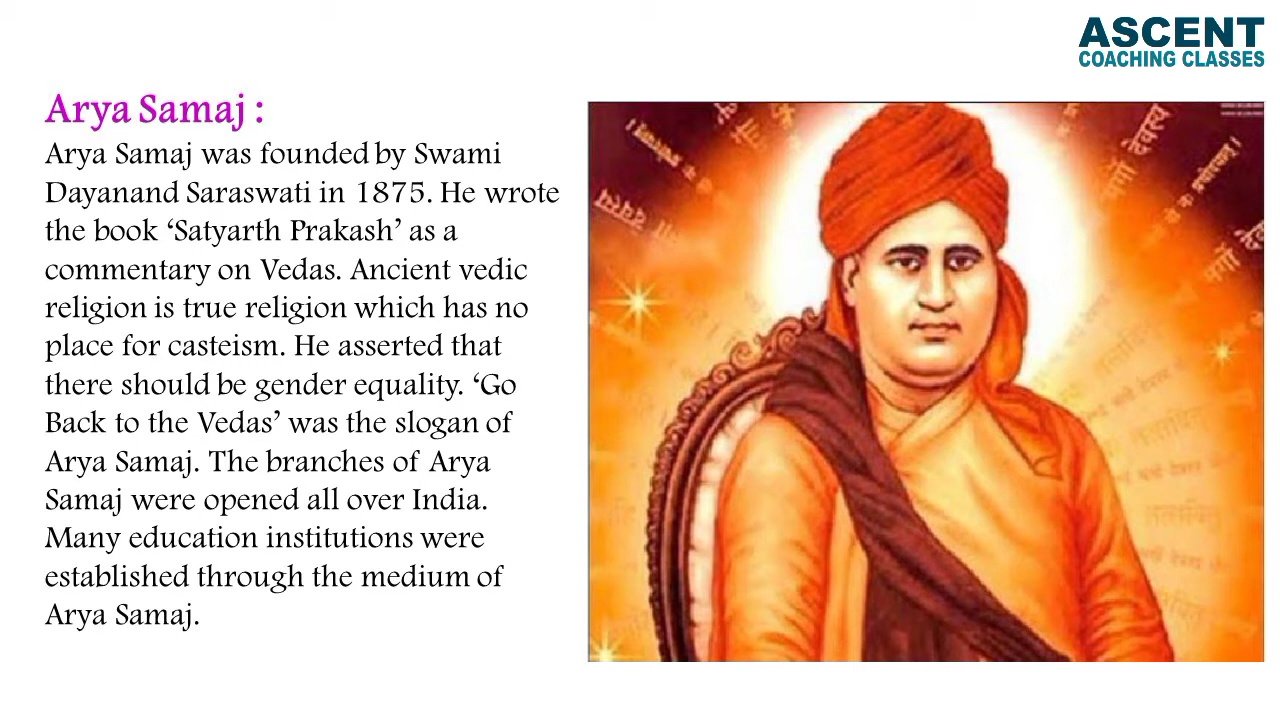 ASCENT
COACHING CLASSES
Arya Samaj :
Arya Samaj was founded by Swami
Dayanand Saraswati in 1875. He wrote
the book ‘Satyarth Prakash’ as a
commentary on Vedas. Ancient vedic
religion is true religion which has no
place for casteism. He asserted that
there should be gender equality. ‘Go
Back to the Vedas’ was the slogan of
Arya Samaj. The branches of Arya
Samaj were opened all over India.
Many education institutions were
established through the medium of
Arya Samaj.
भर्गो देवस्य